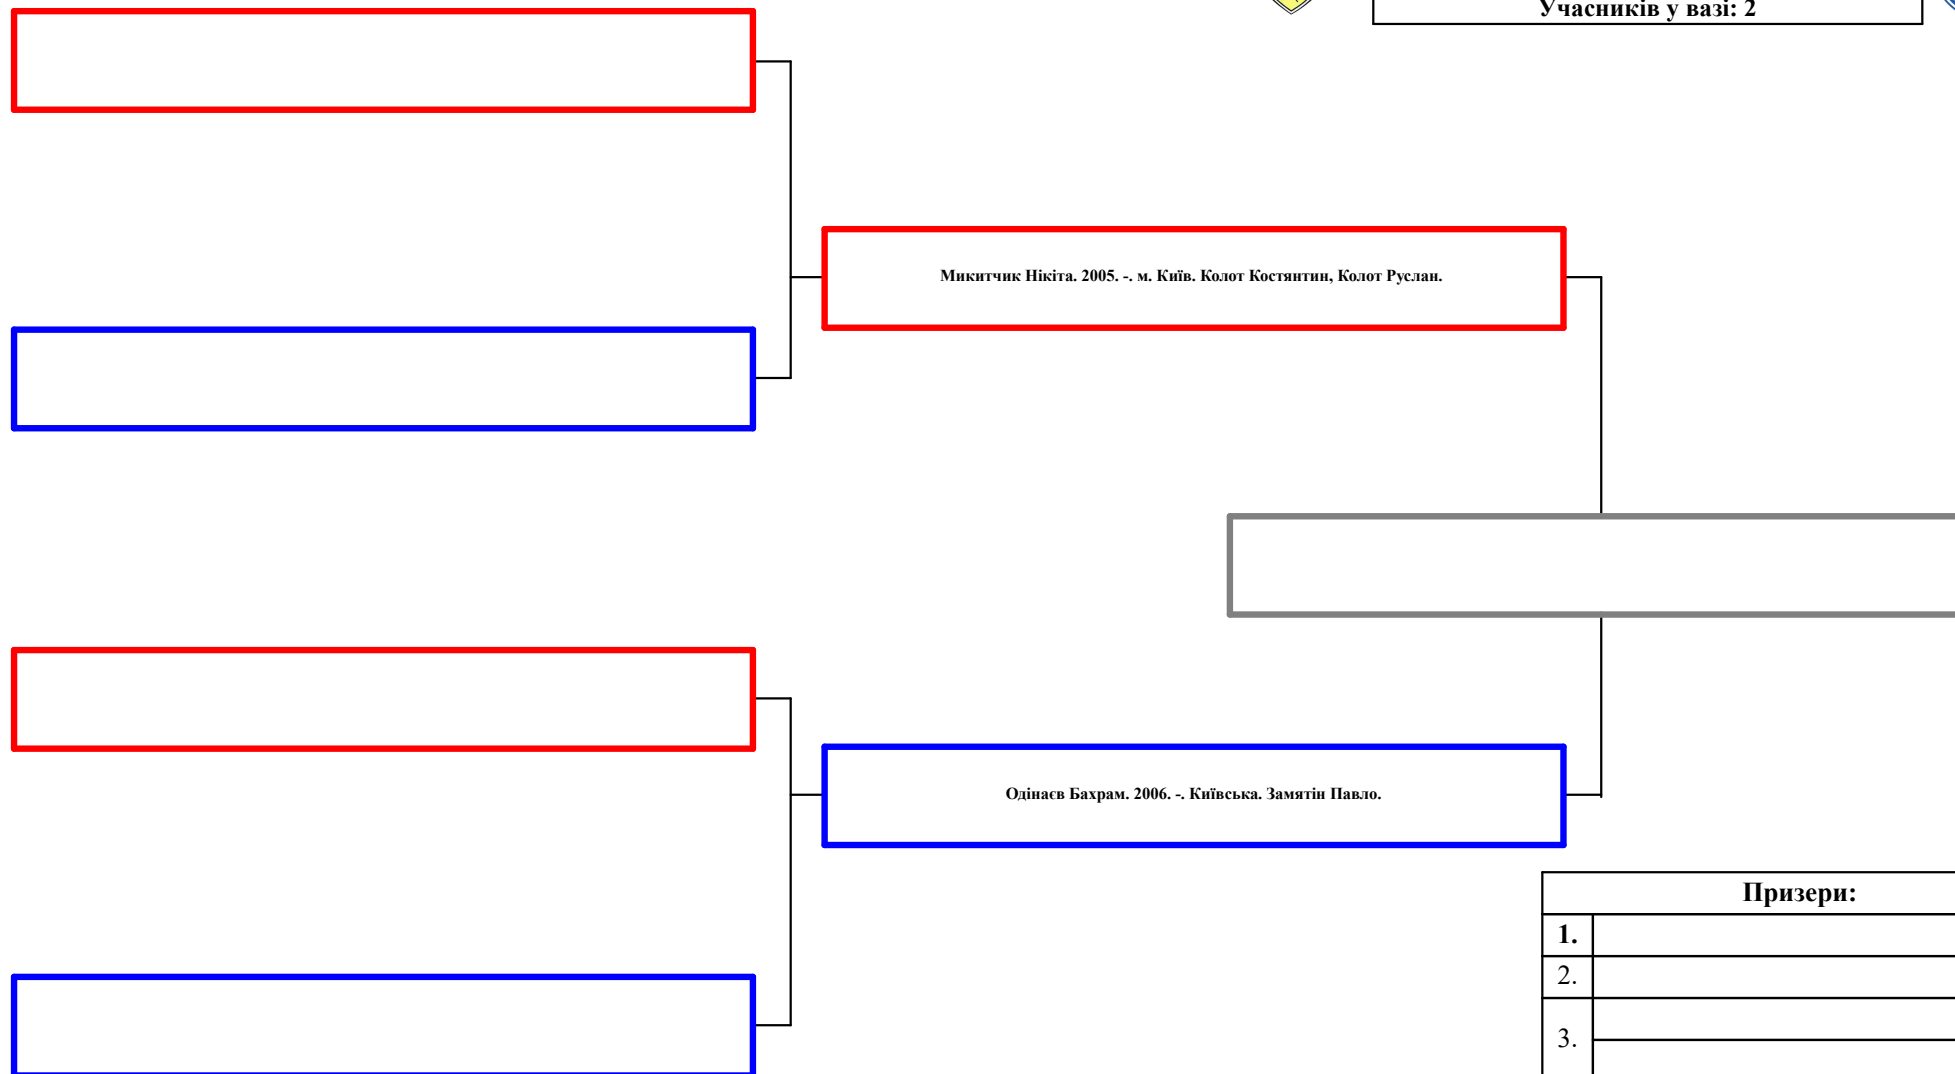 Учасників у вазі: 2
Микитчик Нікіта. 2005. -. м. Київ. Колот Костянтин, Колот Руслан.
Одінаєв Бахрам. 2006. -. Київська. Замятін Павло.
Призери:
1.
2.
3.